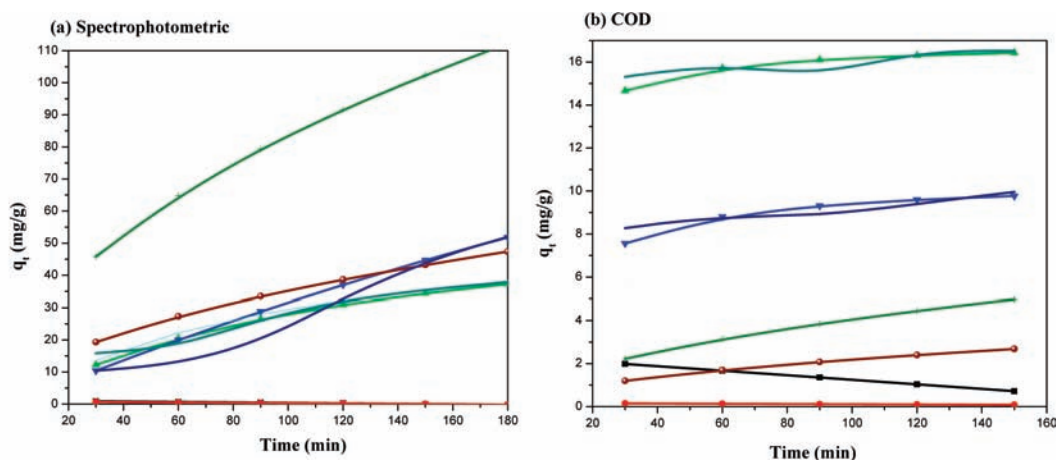 (a) Spectrophotometric
110
100
90
80
70
60
50
40
30
20
10
0
20 40 60 80 100 120 140 160 180
Time (min)
qt (mg/g)
(b) COD
16
14
12
10
8
6
4
2
0
20 40 60 80 100 120 140 160
Time (min)
qt (mg/g)